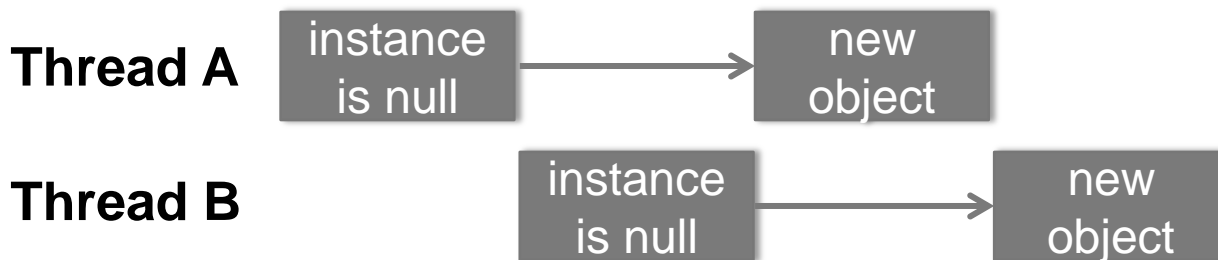 Thread A
instance
is null
new
object
Thread B
instance
is null
new
object